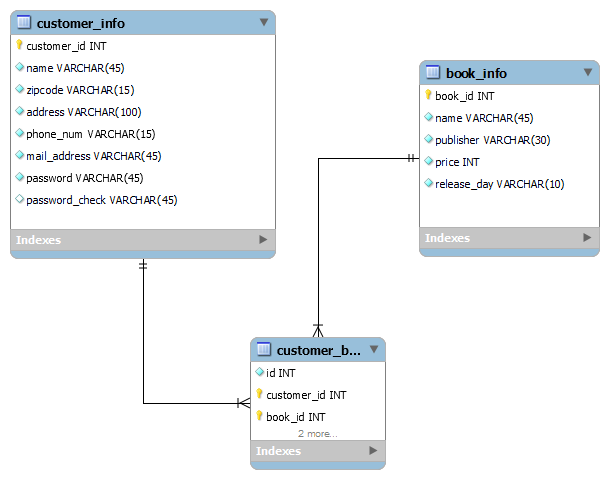 customer_info
customer_id INT
name VARCHAR(45)
zipcode VARCHAR(15)
address VARCHAR(100)
phone_num VARCHAR(15)
mail_address VARCHAR(45)
password VARCHAR(45)
password_check VARCHAR(45)
Indexes
book_info
book_id INT
name VARCHAR(45)
publisher VARCHAR(30)
price INT
release_day VARCHAR(10)
Indexes
customer_b...
id INT
customer_id INT
book_id INT
2 more...
Indexes